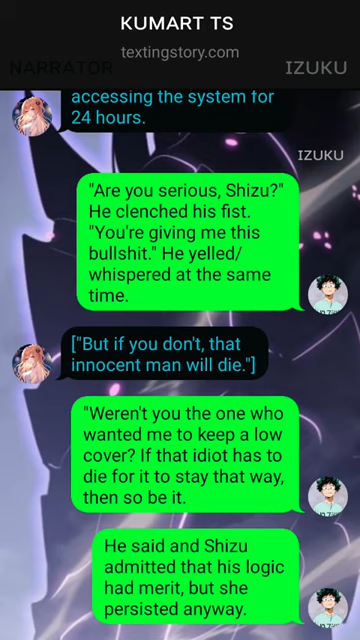 KUMART TS
textingstory.com
NARRATOR
IZUKU
accessing the system for
24 hours.
IZUKU
"Are you serious, Shizu?"
He clenched his fist.
"You're giving me this
bullshit." He yelled/
whispered at the same
time.
["But if you don't, that
innocent man will die."]
"Weren't you the one who
wanted me to keep a low
cover? If that idiot has to
die for it to stay that way,
then so be it.
He said and Shizu
admitted that his logic
had merit, but she
persisted anyway.